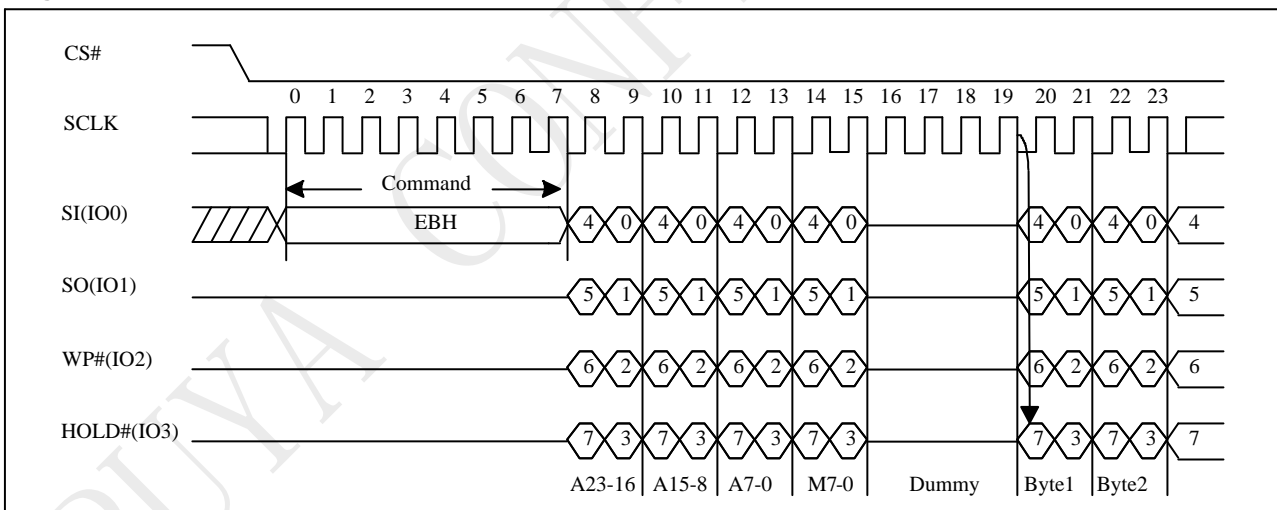 CS#
0 1 2 3 4 5 6 7 8 9 10 11 12 13 14 15 16 17 18 19 20 21 22 23
SCLK
Command
SI(IO0) EBH 4 0 4 0 4 0 4 0 4 0 4 0 4
SO(IO1) 5 1 5 1 5 1 5 1 5 1 5 1 5
WP#(IO2) 6 2 6 2 6 2 6 2 6 2 6 2 6
HOLD#(IO3) 7 3 7 3 7 3 7 3 7 3 7 3 7
A23-16 A15-8 A7-0 M7-0 Dummy Byte1 Byte2